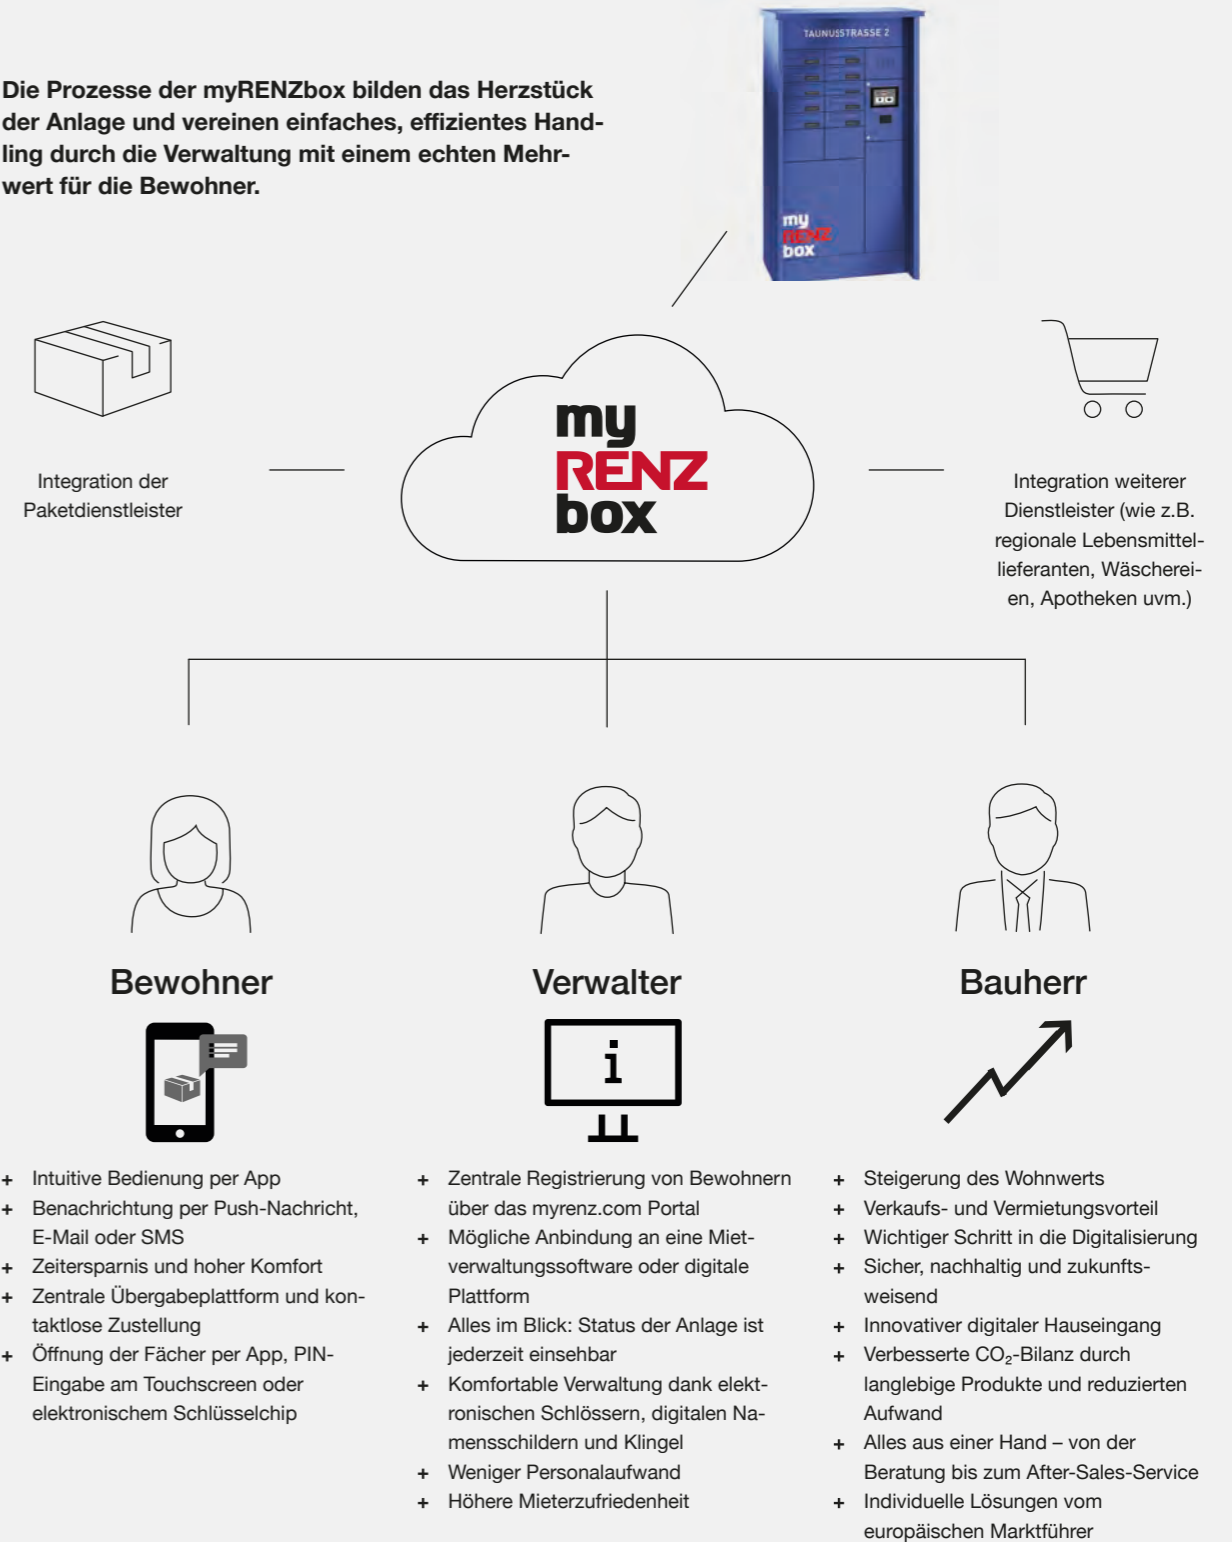 Die Prozesse der myRENZbox bilden das Herzstück
der Anlage und vereinen einfaches, effizientes Hand-
ling durch die Verwaltung mit einem echten Mehr-
wert für die Bewohner.
TAUNUSSTRASSE 2
my
RENZ
box
Integration der
Paketdienstleister
my
RENZ
box
Integration weiterer
Dienstleister (wie z.B.
regionale Lebensmittel-
lieferanten, Wäscherei-
en, Apotheken uvm.)
Bewohner
+ Intuitive Bedienung per App
+ Benachrichtung per Push-Nachricht,
E-Mail oder SMS
+ Zeitersparnis und hoher Komfort
+ Zentrale Übergabeplattform und kon-
taktlose Zustellung
+ Öffnung der Fächer per App, PIN-
Eingabe am Touchscreen oder
elektronischem Schlüsselchip
Verwalter
i
+ Zentrale Registrierung von Bewohnern
über das myrenz.com Portal
+ Mögliche Anbindung an eine Miet-
verwaltungssoftware oder digitale
Plattform
+ Alles im Blick: Status der Anlage ist
jederzeit einsehbar
+ Komfortable Verwaltung dank elekt-
ronischen Schlössern, digitalen Na-
mensschildern und Klingel
+ Weniger Personalaufwand
+ Höhere Mieterzufriedenheit
Bauherr
+ Steigerung des Wohnwerts
+ Verkaufs- und Vermietungsvorteil
+ Wichtiger Schritt in die Digitalisierung
+ Sicher, nachhaltig und zukunfts-
weisend
+ Innovativer digitaler Hauseingang
+ Verbesserte CO₂-Bilanz durch
langlebige Produkte und reduzierten
Aufwand
+ Alles aus einer Hand – von der
Beratung bis zum After-Sales-Service
+ Individuelle Lösungen vom
europäischen Marktführer